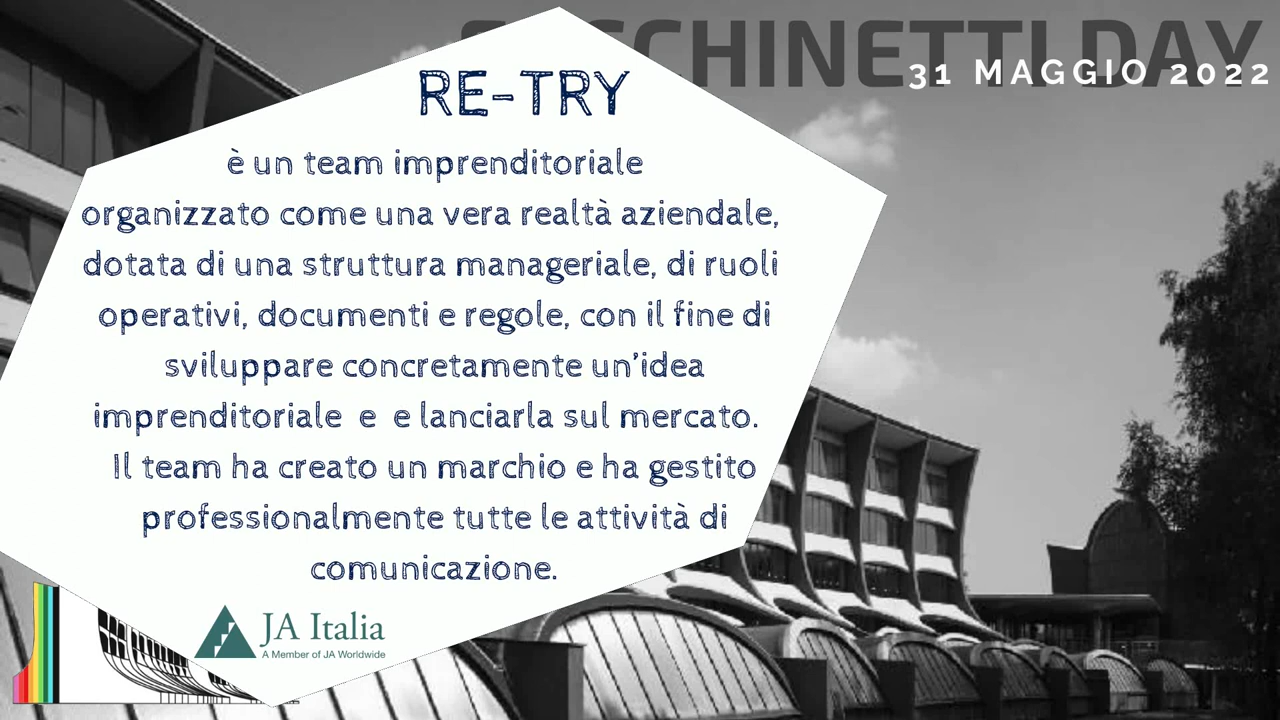 CHINETTI DAY
31 MAGGIO 2022
RE-TRY
è un team imprenditoriale
organizzato come una vera realtà aziendale,
dotata di una struttura manageriale, di ruoli
operativi, documenti e regole, con il fine di
sviluppare concretamente un'idea
imprenditoriale e e lanciarla sul mercato.
Il team ha creato un marchio e ha gestito
professionalmente tutte le attività di
comunicazione.
JA Italia
A Member of JA Worldwide